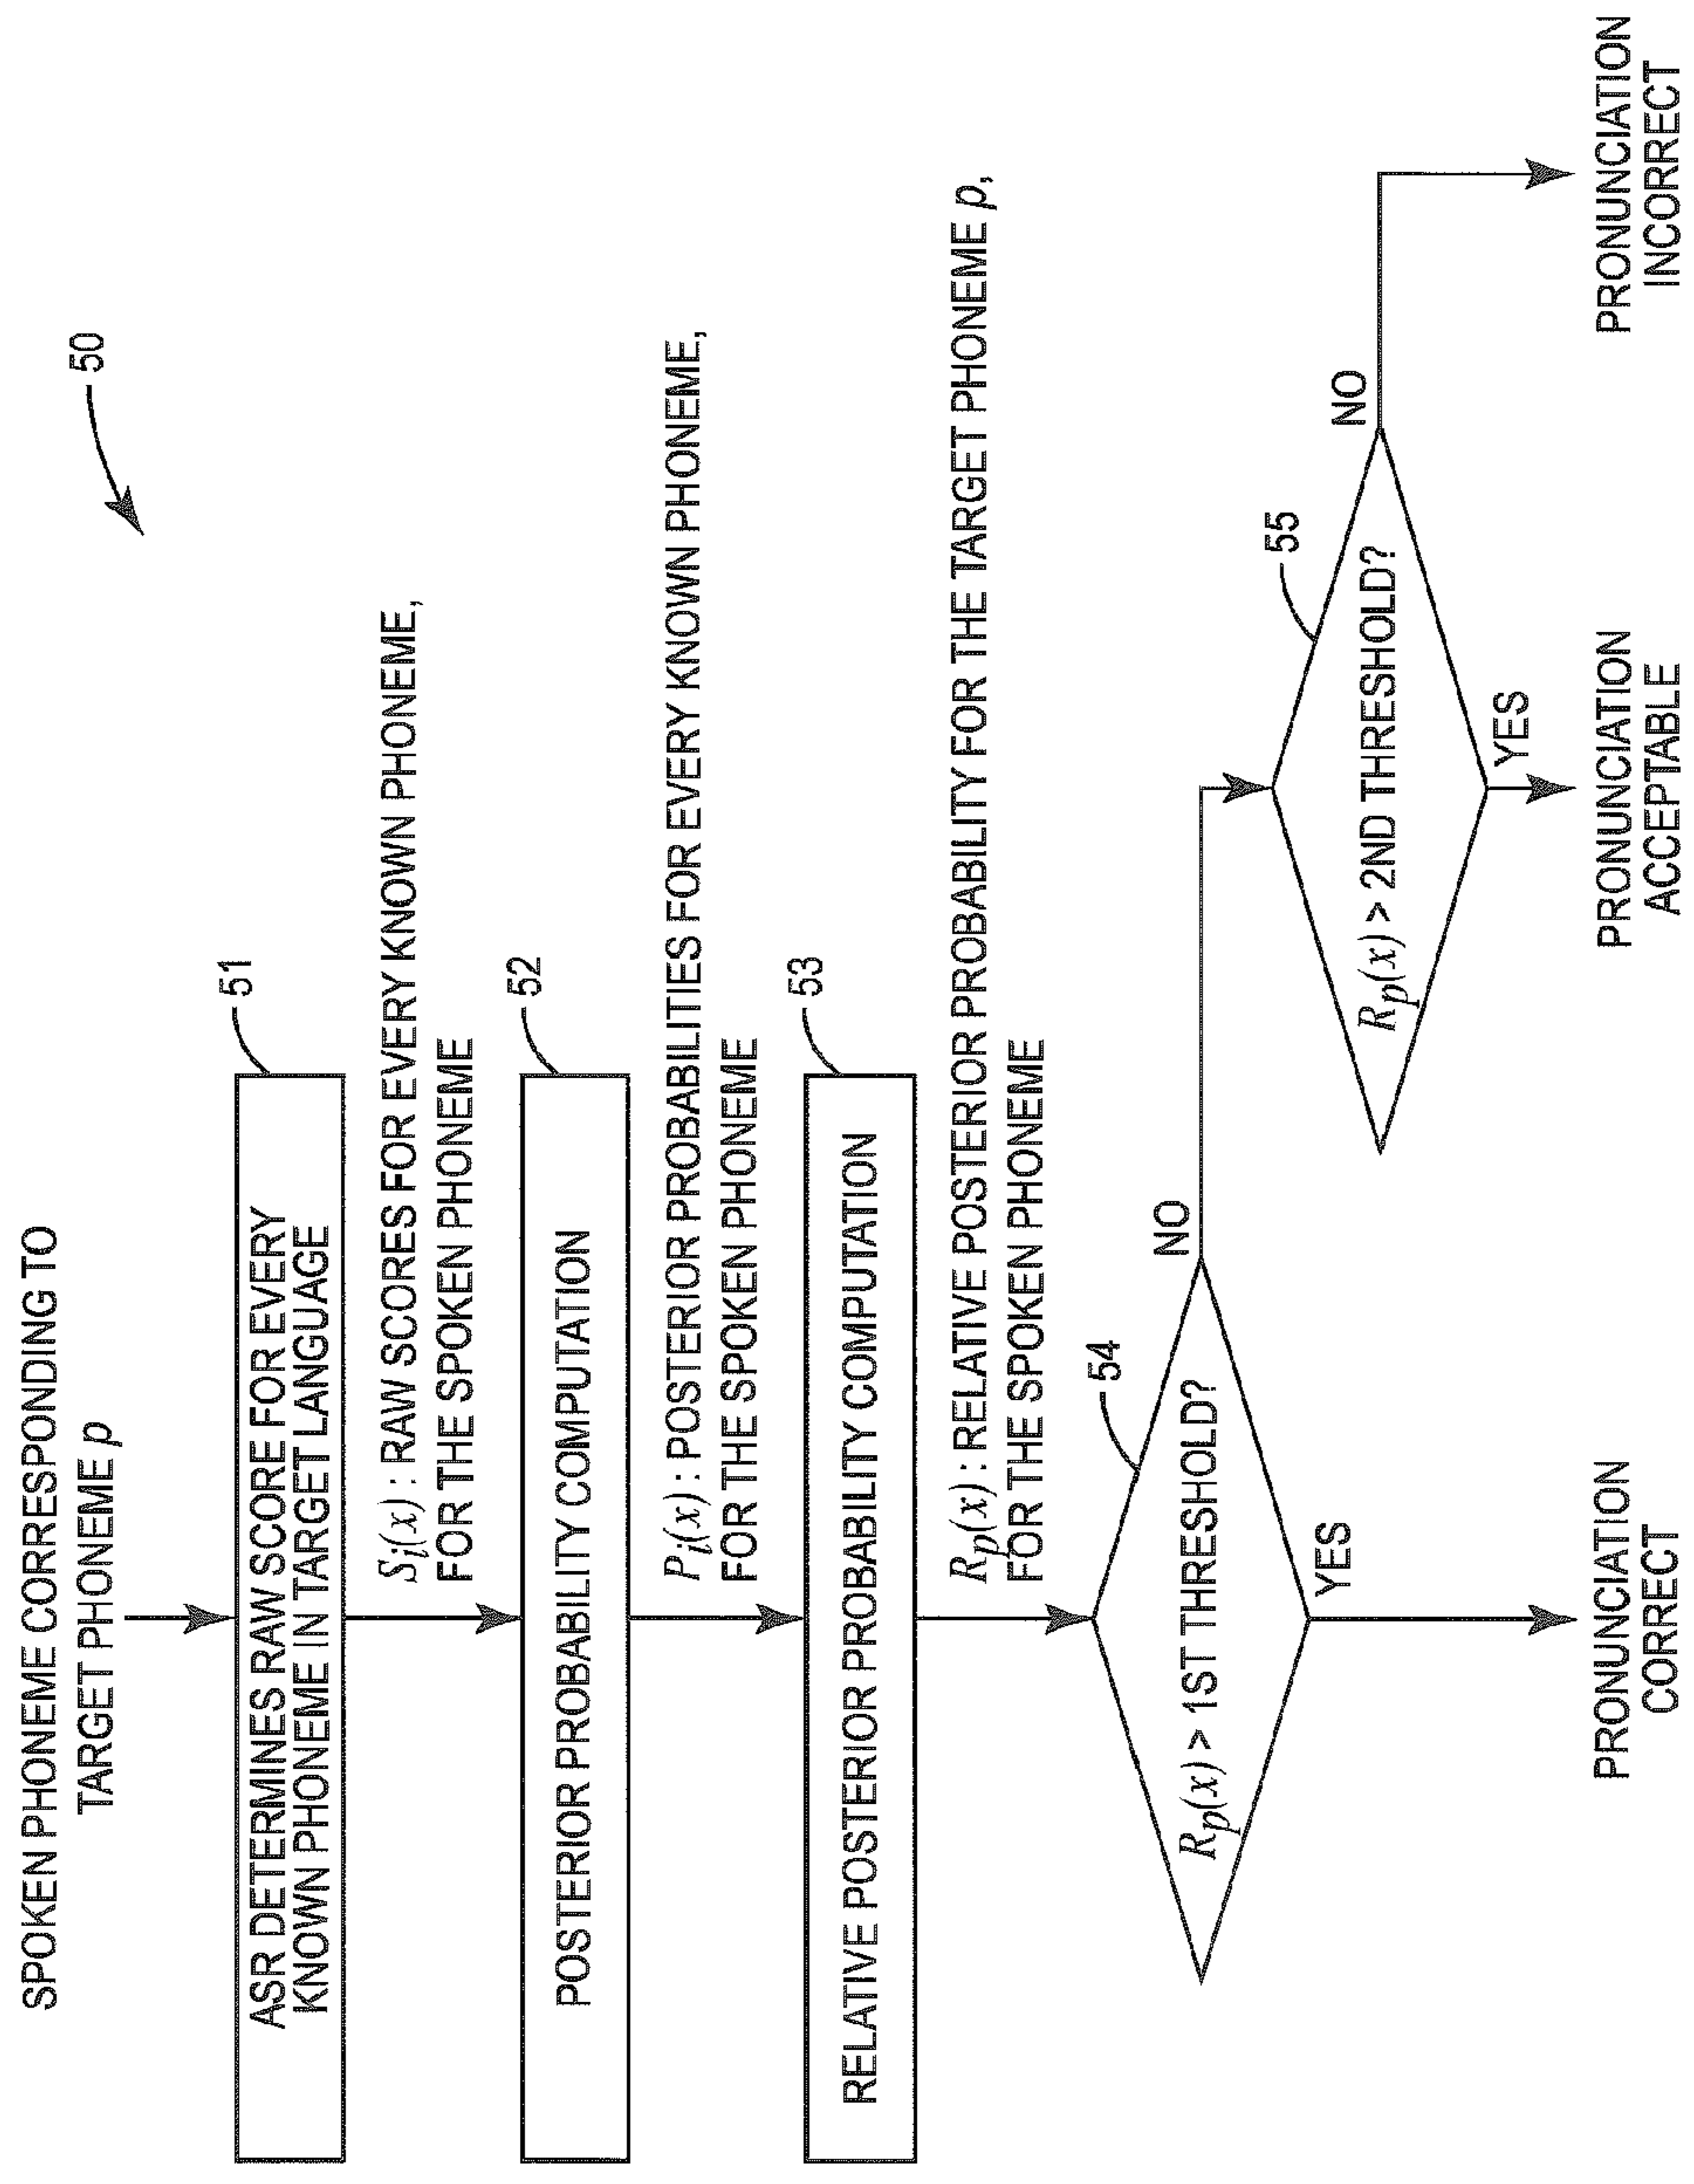 50
SPOKEN PHONEME CORRESPONDING TO
TARGET PHONEME p
51
ASR DETERMINES RAW SCORE FOR EVERY
KNOWN PHONEME IN TARGET LANGUAGE
Si(x) : RAW SCORES FOR EVERY KNOWN PHONEME,
FOR THE SPOKEN PHONEME
52
POSTERIOR PROBABILITY COMPUTATION
Pi(x) : POSTERIOR PROBABILITIES FOR EVERY KNOWN PHONEME,
FOR THE SPOKEN PHONEME
53
RELATIVE POSTERIOR PROBABILITY COMPUTATION
Rp(x) : RELATIVE POSTERIOR PROBABILITY FOR THE TARGET PHONEME p,
FOR THE SPOKEN PHONEME
54
Rp(x) > 1ST THRESHOLD?
NO
YES
55
Rp(x) > 2ND THRESHOLD?
NO
YES
PRONUNCIATION
CORRECT
PRONUNCIATION
ACCEPTABLE
PRONUNCIATION
INCORRECT